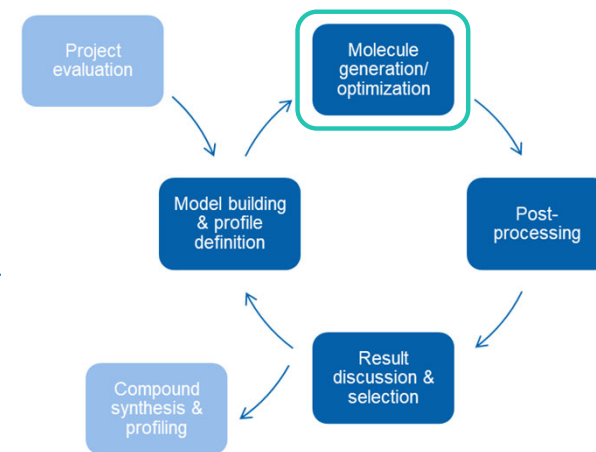 Project
evaluation
Molecule
generation/
optimization
Model building
& profile
definition
Post-
processing
Result
discussion &
selection
Compound
synthesis &
profiling